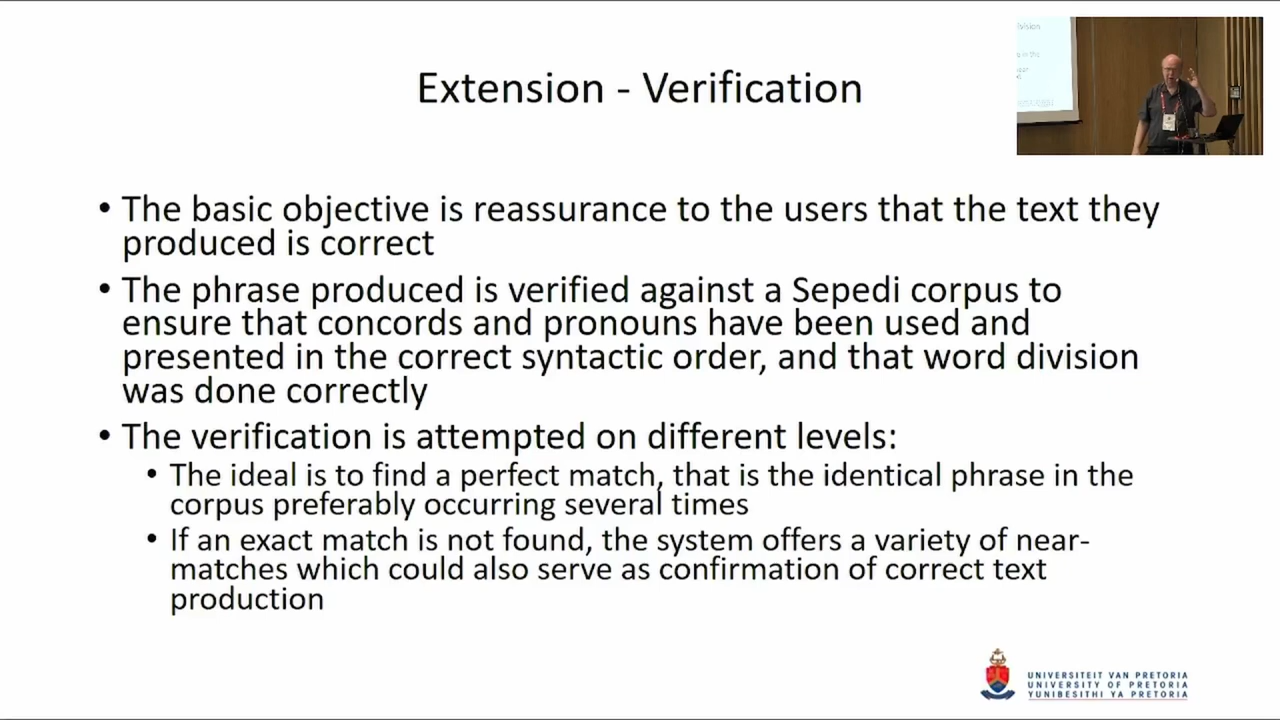 Extension - Verification
• The basic objective is reassurance to the users that the text they
produced is correct
• The phrase produced is verified against a Sepedi corpus to
ensure that concords and pronouns have been used and
presented in the correct syntactic order, and that word division
was done correctly
• The verification is attempted on different levels:
• The ideal is to find a perfect match, that is the identical phrase in the
corpus preferably occurring several times
• If an exact match is not found, the system offers a variety of near-
matches which could also serve as confirmation of correct text
production
UNIVERSITEIT VAN PRETORIA
UNIVERSITY OF PRETORIA
YUNIBESITHI YA PRETORIA